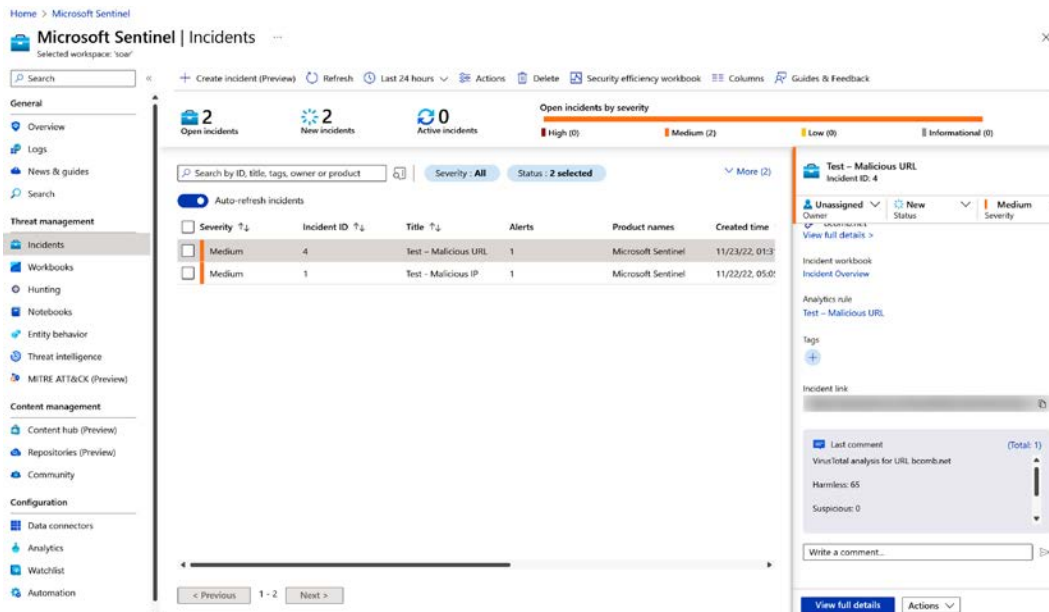 Home > Microsoft Sentinel
Microsoft Sentinel | Incidents ...
Selected workspace: 'soar'
Search
«
General
Overview
Logs
News & guides
Search
Threat management
Incidents
Workbooks
Hunting
Notebooks
Entity behavior
Threat intelligence
MITRE ATT&CK (Preview)
Content management
Content hub (Preview)
Repositories (Preview)
Community
Configuration
Data connectors
Analytics
Watchlist
Automation
+ Create incident (Preview) Refresh Last 24 hours Actions Delete Security efficiency workbook Columns Guides & Feedback
2 Open incidents
2 New incidents
0 Active incidents
Open incidents by severity
High (0) Medium (2) Low (0) Informational (0)
Search by ID, title, tags, owner or product
Severity : All
Status : 2 selected
More (2)
Auto-refresh incidents
Severity Incident ID Title Alerts Product names Created time
Medium 4 Test – Malicious URL 1 Microsoft Sentinel 11/23/22, 01:3
Medium 1 Test - Malicious IP 1 Microsoft Sentinel 11/22/22, 05:0
< Previous 1 - 2 Next >
Test – Malicious URL
Incident ID: 4
Unassigned New Medium
Owner Status Severity
View full details >
Incident workbook
Incident Overview
Analytics rule
Test – Malicious URL
Tags
+
Incident link
Last comment (Total: 1)
VirusTotal analysis for URL bcomb.net
Harmless: 65
Suspicious: 0
Write a comment...
View full details Actions